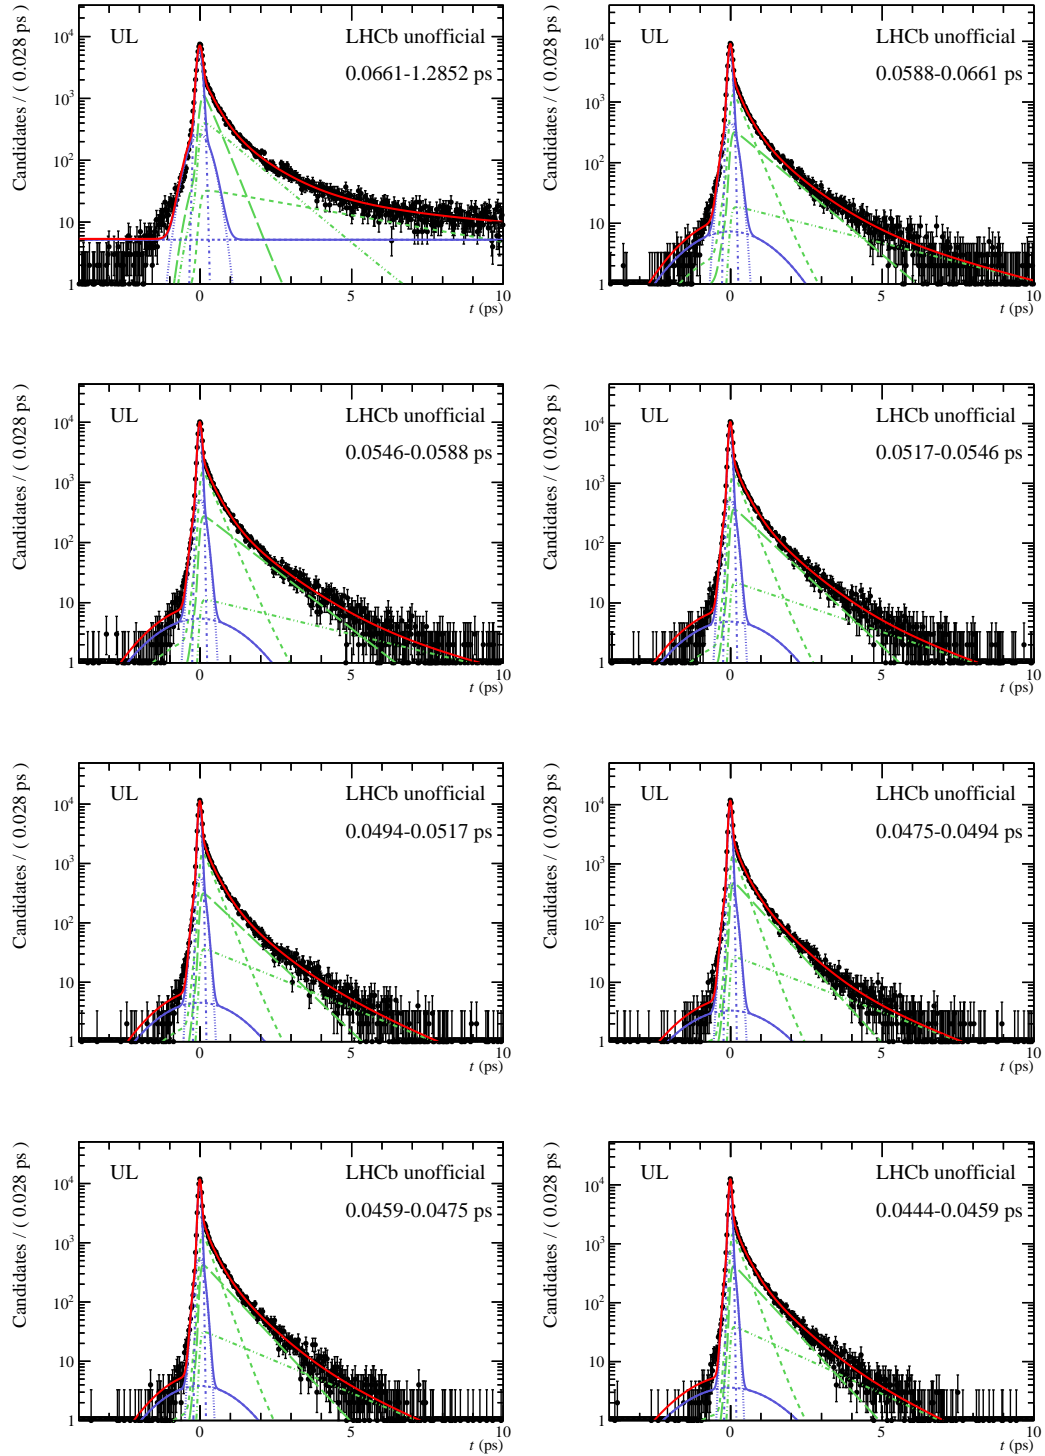 UL LHCb unofficial
0.0661-1.2852 ps
Candidates / ( 0.028 ps )
10^4
10^3
10^2
10
1
0 5 10
t (ps)
UL LHCb unofficial
0.0588-0.0661 ps
Candidates / ( 0.028 ps )
10^4
10^3
10^2
10
1
0 5 10
t (ps)
UL LHCb unofficial
0.0546-0.0588 ps
Candidates / ( 0.028 ps )
10^4
10^3
10^2
10
1
0 5 10
t (ps)
UL LHCb unofficial
0.0517-0.0546 ps
Candidates / ( 0.028 ps )
10^4
10^3
10^2
10
1
0 5 10
t (ps)
UL LHCb unofficial
0.0494-0.0517 ps
Candidates / ( 0.028 ps )
10^4
10^3
10^2
10
1
0 5 10
t (ps)
UL LHCb unofficial
0.0475-0.0494 ps
Candidates / ( 0.028 ps )
10^4
10^3
10^2
10
1
0 5 10
t (ps)
UL LHCb unofficial
0.0459-0.0475 ps
Candidates / ( 0.028 ps )
10^4
10^3
10^2
10
1
0 5 10
t (ps)
UL LHCb unofficial
0.0444-0.0459 ps
Candidates / ( 0.028 ps )
10^4
10^3
10^2
10
1
0 5 10
t (ps)